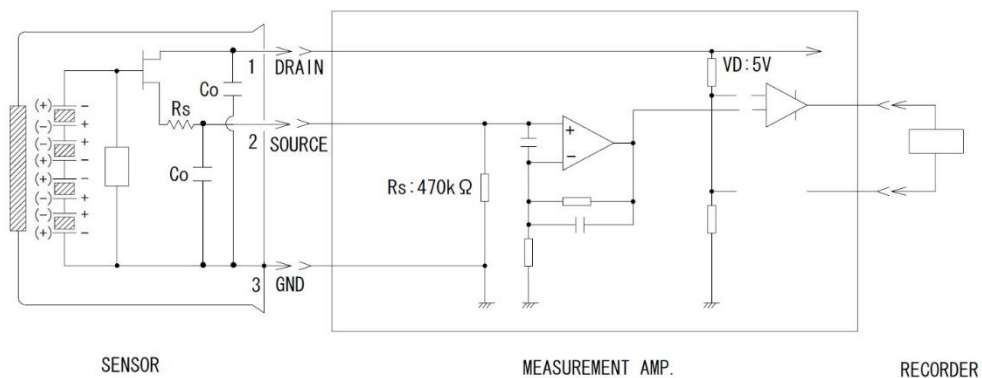 1 DRAIN
Co
Rs
2 SOURCE
Co
3 GND
(+) -
(-) +
(-) +
(+) -
(+) -
(-) +
(-) +
(+) -
VD:5V
+
-
Rs:470kΩ
SENSOR
MEASUREMENT AMP.
RECORDER